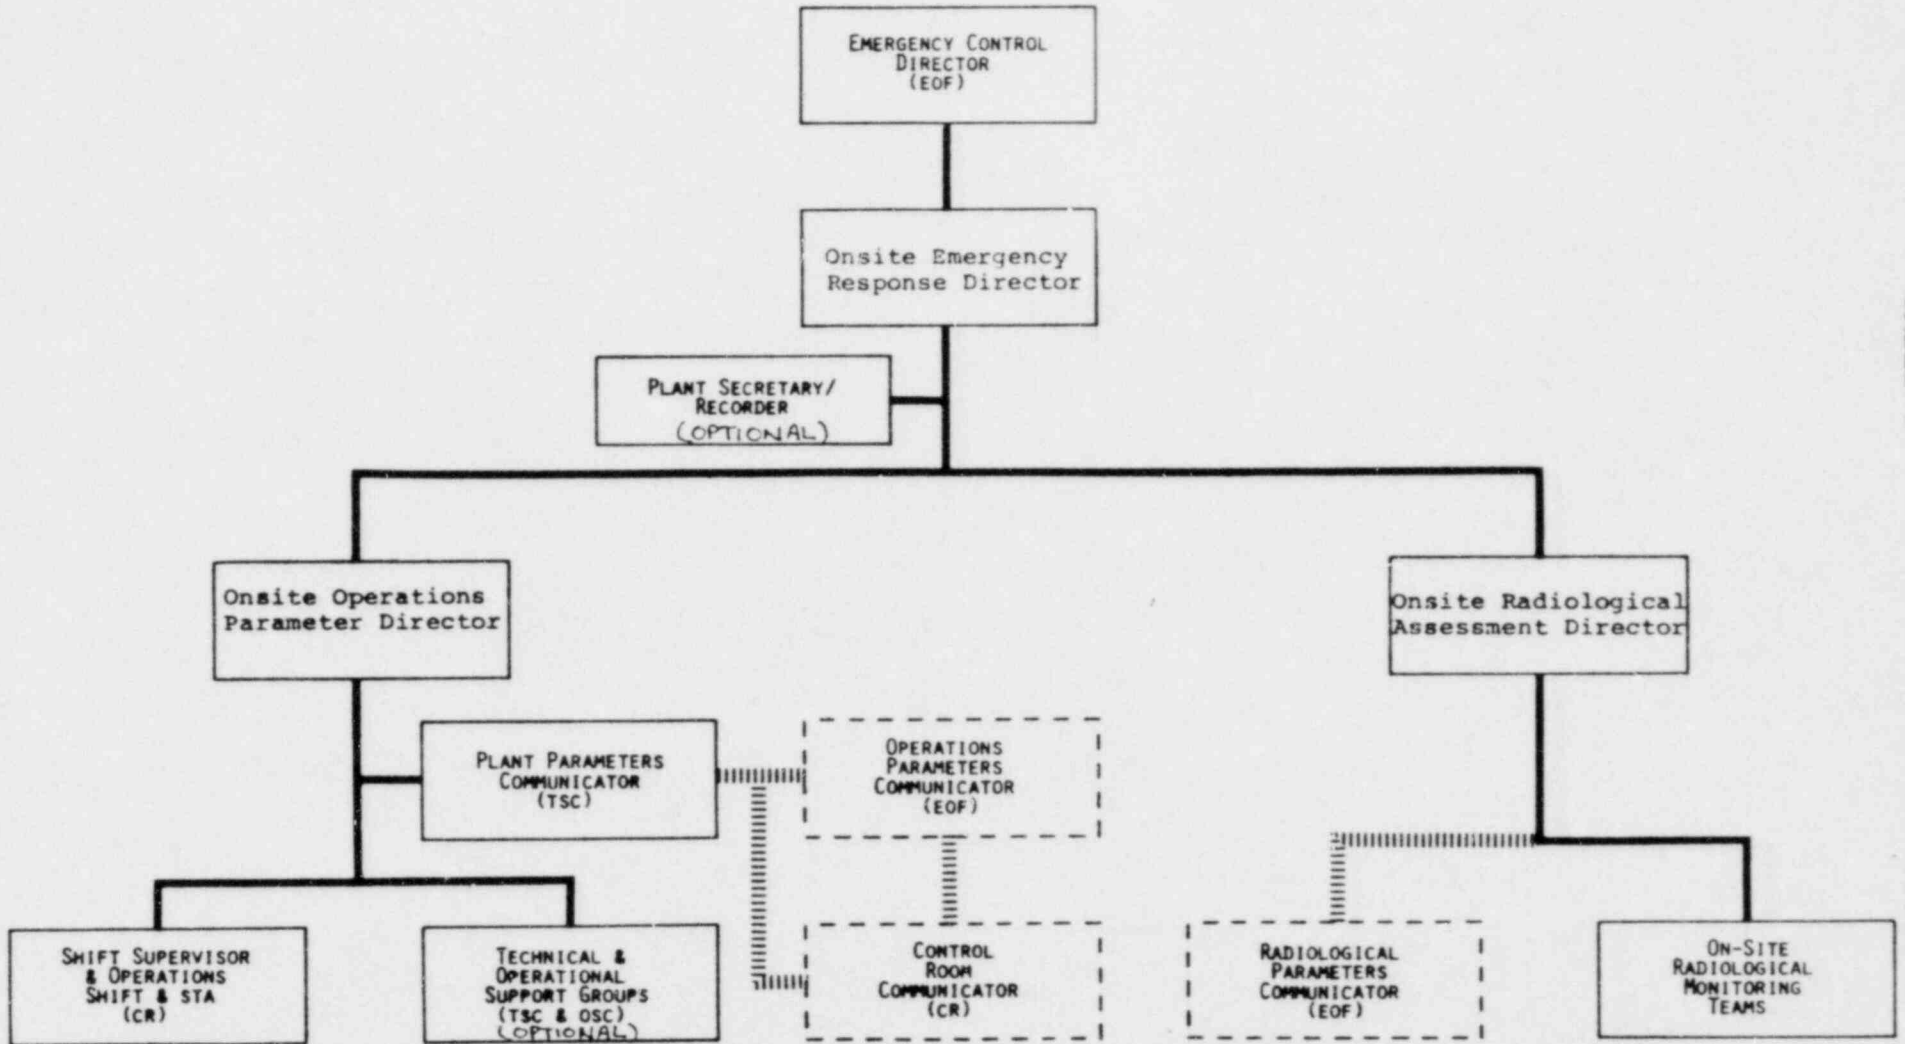 EMERGENCY CONTROL
DIRECTOR
(EOF)
Onsite Emergency
Response Director
PLANT SECRETARY/
RECORDER
(OPTIONAL)
Onsite Operations
Parameter Director
Onsite Radiological
Assessment Director
PLANT PARAMETERS
COMMUNICATOR
(TSC)
OPERATIONS
PARAMETERS
COMMUNICATOR
(EOF)
SHIFT SUPERVISOR
& OPERATIONS
SHIFT & STA
(CR)
TECHNICAL &
OPERATIONAL
SUPPORT GROUPS
(TSC & OSC)
(OPTIONAL)
CONTROL
ROOM
COMMUNICATOR
(CR)
RADIOLOGICAL
PARAMETERS
COMMUNICATOR
(EOF)
ON-SITE
RADIOLOGICAL
MONITORING
TEAMS